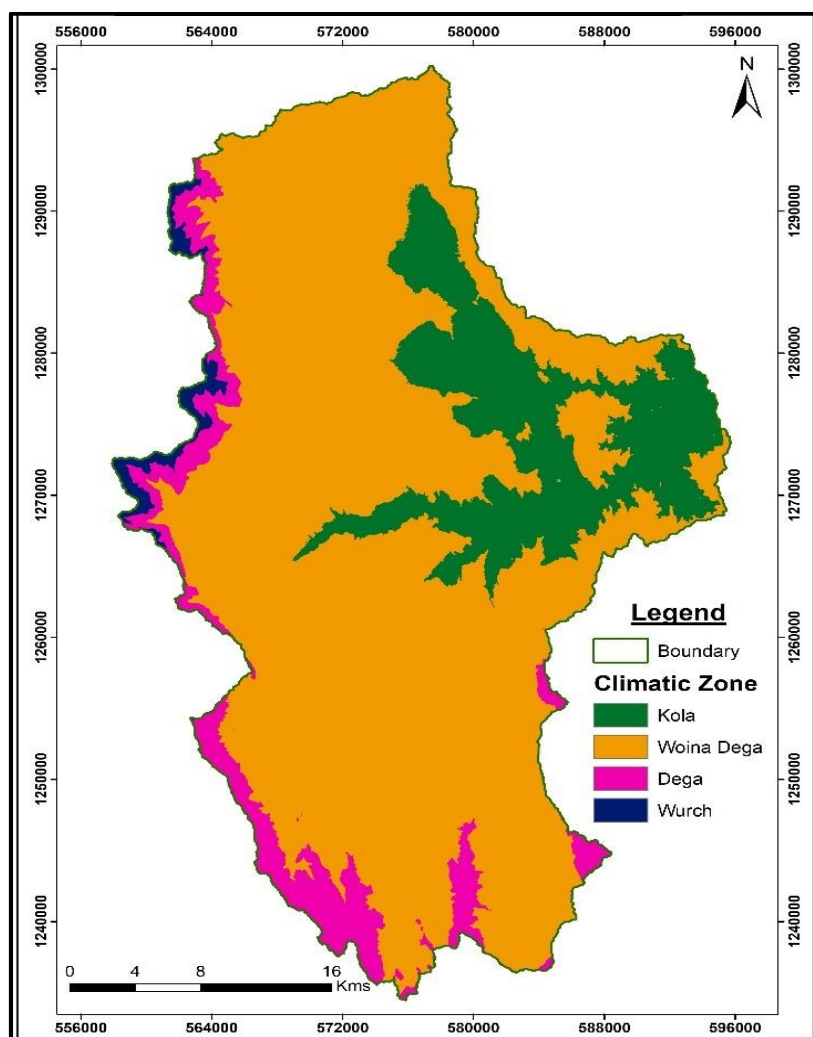 556000 564000 572000 580000 588000 596000
N
1300000 1300000
1290000 1290000
1280000 1280000
1270000 1270000
1260000 1260000
1250000 1250000
1240000 1240000
Legend
Boundary
Climatic Zone
Kola
Woina Dega
Dega
Wurch
0 4 8 16
Kms
556000 564000 572000 580000 588000 596000